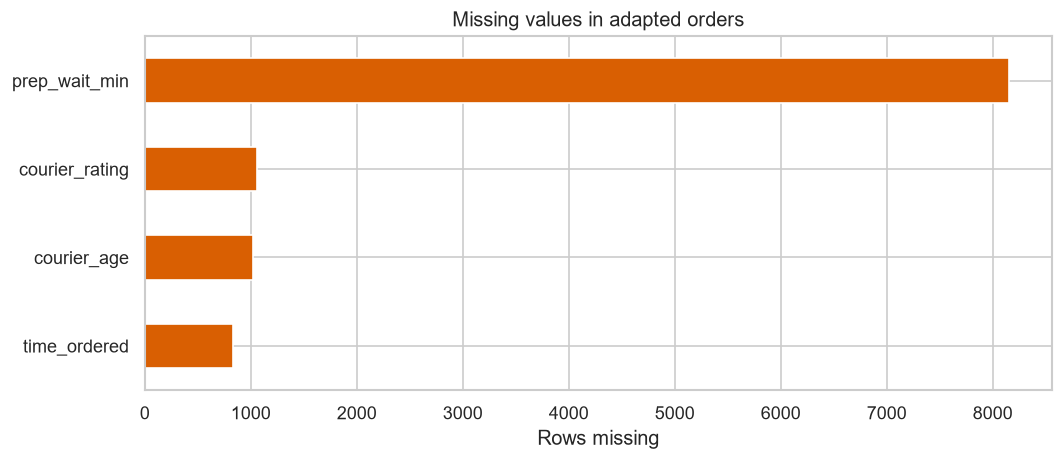 Missing values in adapted orders
prep_wait_min
courier_rating
courier_age
time_ordered
0 1000 2000 3000 4000 5000 6000 7000 8000
Rows missing